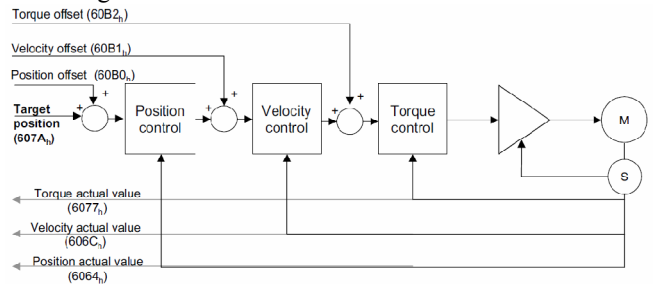 Torque offset (60B2h)
Velocity offset (60B1h)
Position offset (60B0h)
Target
position
(607Ah)
+
+
Position
control
+
+
Velocity
control
+
+
Torque
control
M
S
Torque actual value
(6077h)
Velocity actual value
(606Ch)
Position actual value
(6064h)